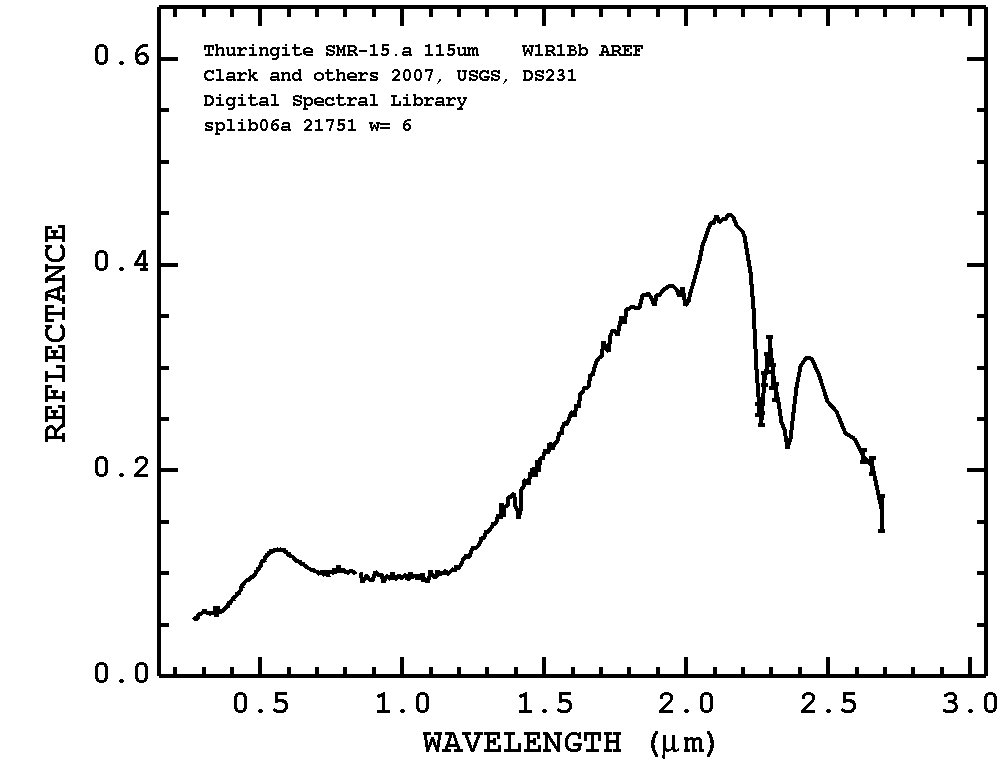 Thuringite SMR-15.a 115um W1R1Bb AREF
Clark and others 2007, USGS, DS231
Digital Spectral Library
splib06a 21751 w= 6
REFLECTANCE
0.6
0.4
0.2
0.0
0.5 1.0 1.5 2.0 2.5 3.0
WAVELENGTH (μm)